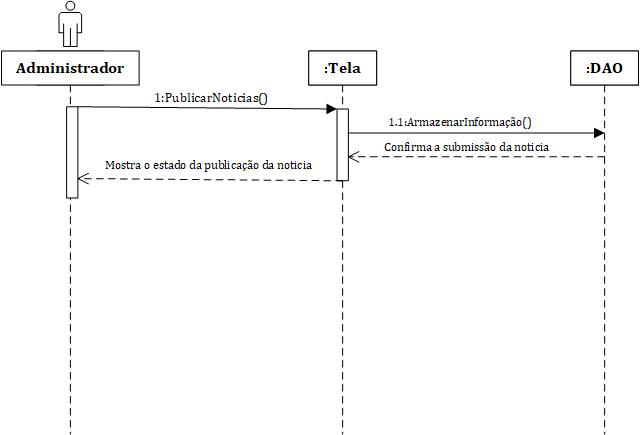 Administrador
:Tela
:DAO
1:PublicarNoticias()
1.1:ArmazenarInformação()
Confirma a submissão da noticia
Mostra o estado da publicação da noticia